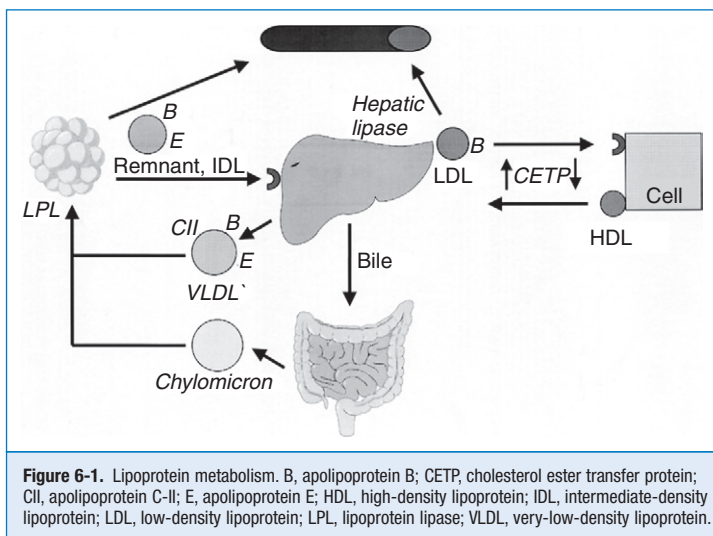 B
E
Hepatic
lipase
B
Remnant, IDL
LDL
CETP
Cell
LPL
HDL
CII
B
E
Bile
VLDL`
Chylomicron
Figure 6-1. Lipoprotein metabolism. B, apolipoprotein B; CETP, cholesterol ester transfer protein;
CII, apolipoprotein C-II; E, apolipoprotein E; HDL, high-density lipoprotein; IDL, intermediate-density
lipoprotein; LDL, low-density lipoprotein; LPL, lipoprotein lipase; VLDL, very-low-density lipoprotein.